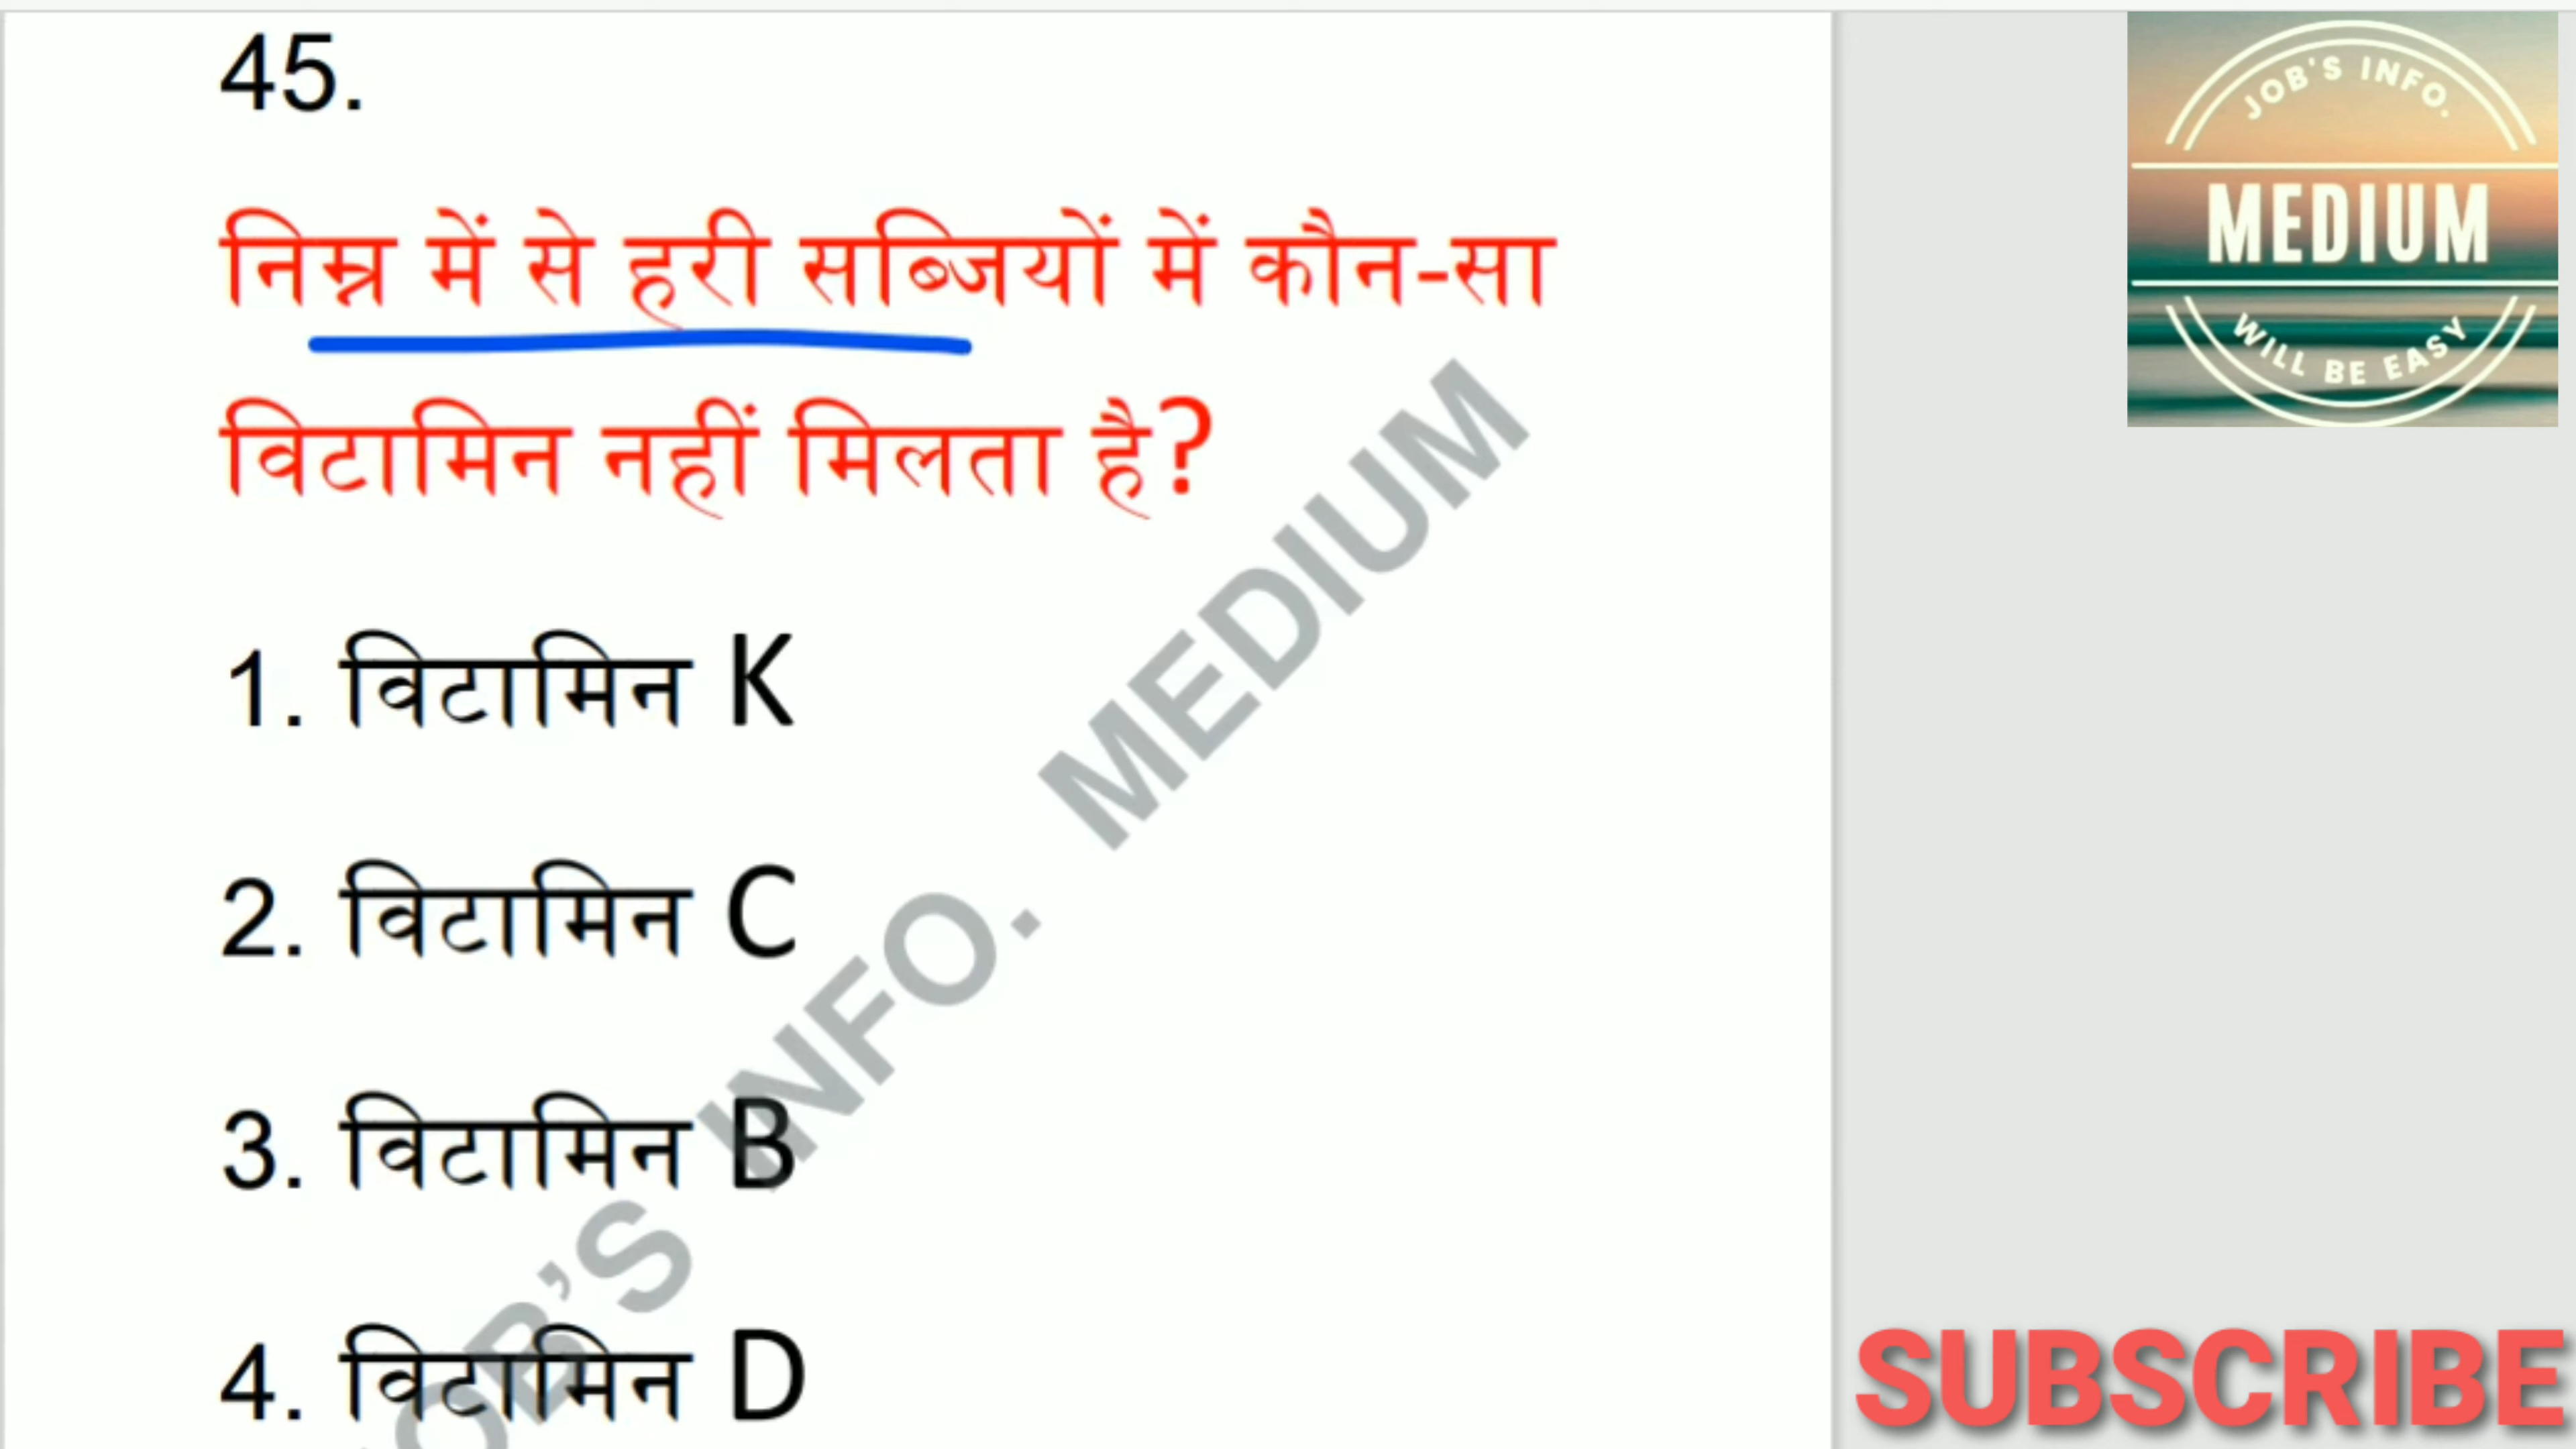 45.
निम्न में से हरी सब्जियों में कौन-सा
विटामिन नहीं मिलता है?
1. विटामिन K
2. विटामिन C
3. विटामिन B
4. विटामिन D
JOB'S INFO. MEDIUM
JOB'S INFO.
MEDIUM
WILL BE EASY
SUBSCRIBE